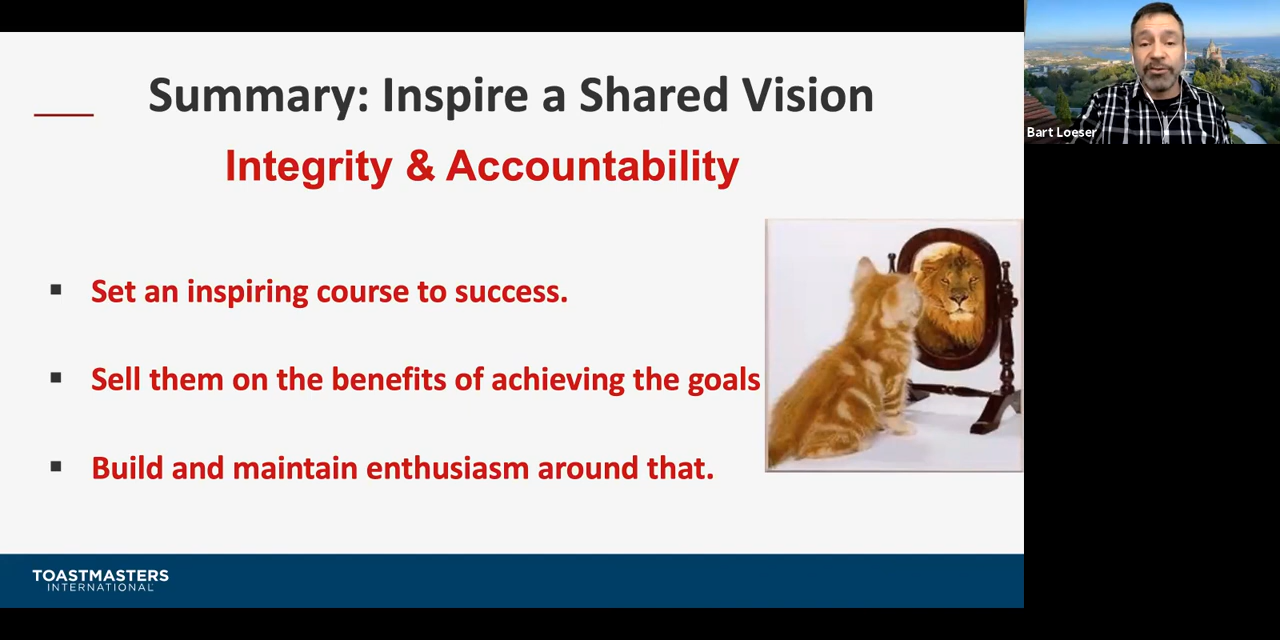 Summary: Inspire a Shared Vision
Integrity & Accountability
Set an inspiring course to success.
Sell them on the benefits of achieving the goals
Build and maintain enthusiasm around that.
TOASTMASTERS
INTERNATIONAL
Bart Loeser